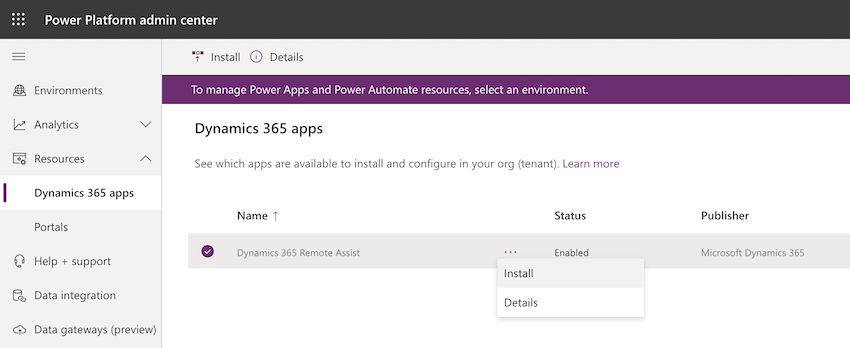 Power Platform admin center
Install Details
To manage Power Apps and Power Automate resources, select an environment.
Environments
Analytics
Resources
Dynamics 365 apps
Portals
Help + support
Data integration
Data gateways (preview)
Dynamics 365 apps
See which apps are available to install and configure in your org (tenant). Learn more
Name ↑ Status Publisher
Dynamics 365 Remote Assist ... Enabled Microsoft Dynamics 365
Install
Details